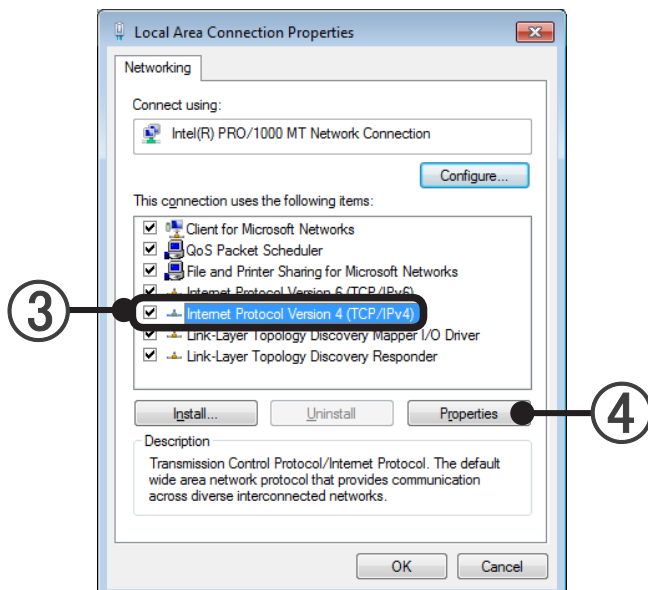 Local Area Connection Properties
Networking
Connect using:
Intel(R) PRO/1000 MT Network Connection
Configure...
This connection uses the following items:
Client for Microsoft Networks
QoS Packet Scheduler
File and Printer Sharing for Microsoft Networks
Internet Protocol Version 6 (TCP/IPv6)
3 Internet Protocol Version 4 (TCP/IPv4)
Link-Layer Topology Discovery Mapper I/O Driver
Link-Layer Topology Discovery Responder
Install... Uninstall Properties 4
Description
Transmission Control Protocol/Internet Protocol. The default
wide area network protocol that provides communication
across diverse interconnected networks.
OK Cancel